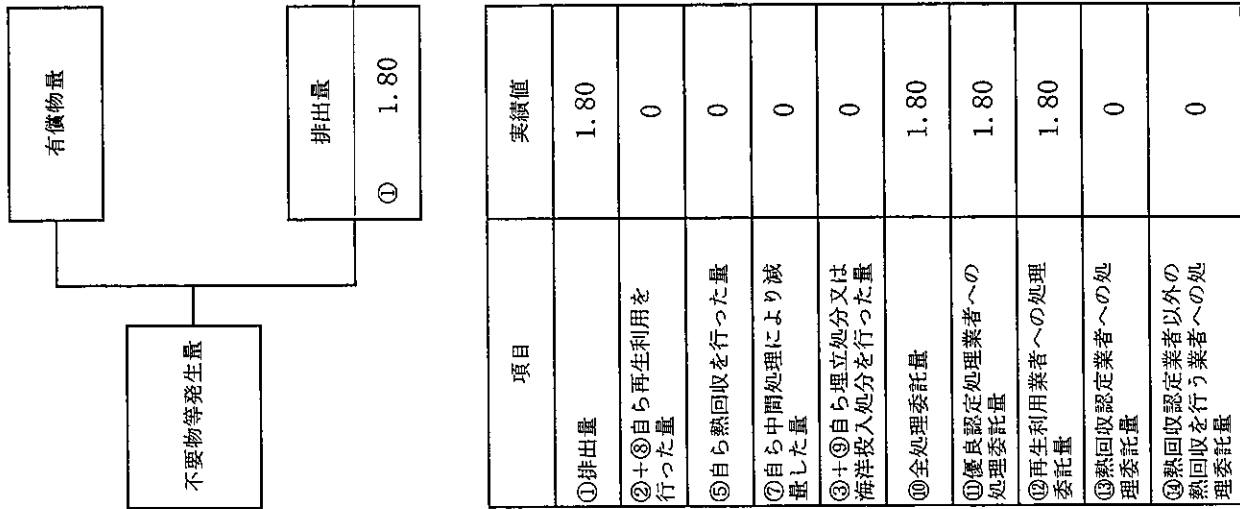 不要物等発生量
有償物量
排出量
① 1.80
項目
実績値
①排出量
1.80
②+⑧自ら再生利用を
行った量
0
⑤自ら熱回収を行った量
0
⑦自ら中間処理により減
量した量
0
③+⑨自ら埋立処分又は
海洋投入処分を行った量
0
⑩全処理委託量
1.80
⑪優良認定処理業者への
処理委託量
1.80
⑫再生利用業者への処理
委託量
1.80
⑬熱回収認定業者への処
理委託量
0
⑭熱回収認定業者以外の
熱回収を行う業者への処
理委託量
0